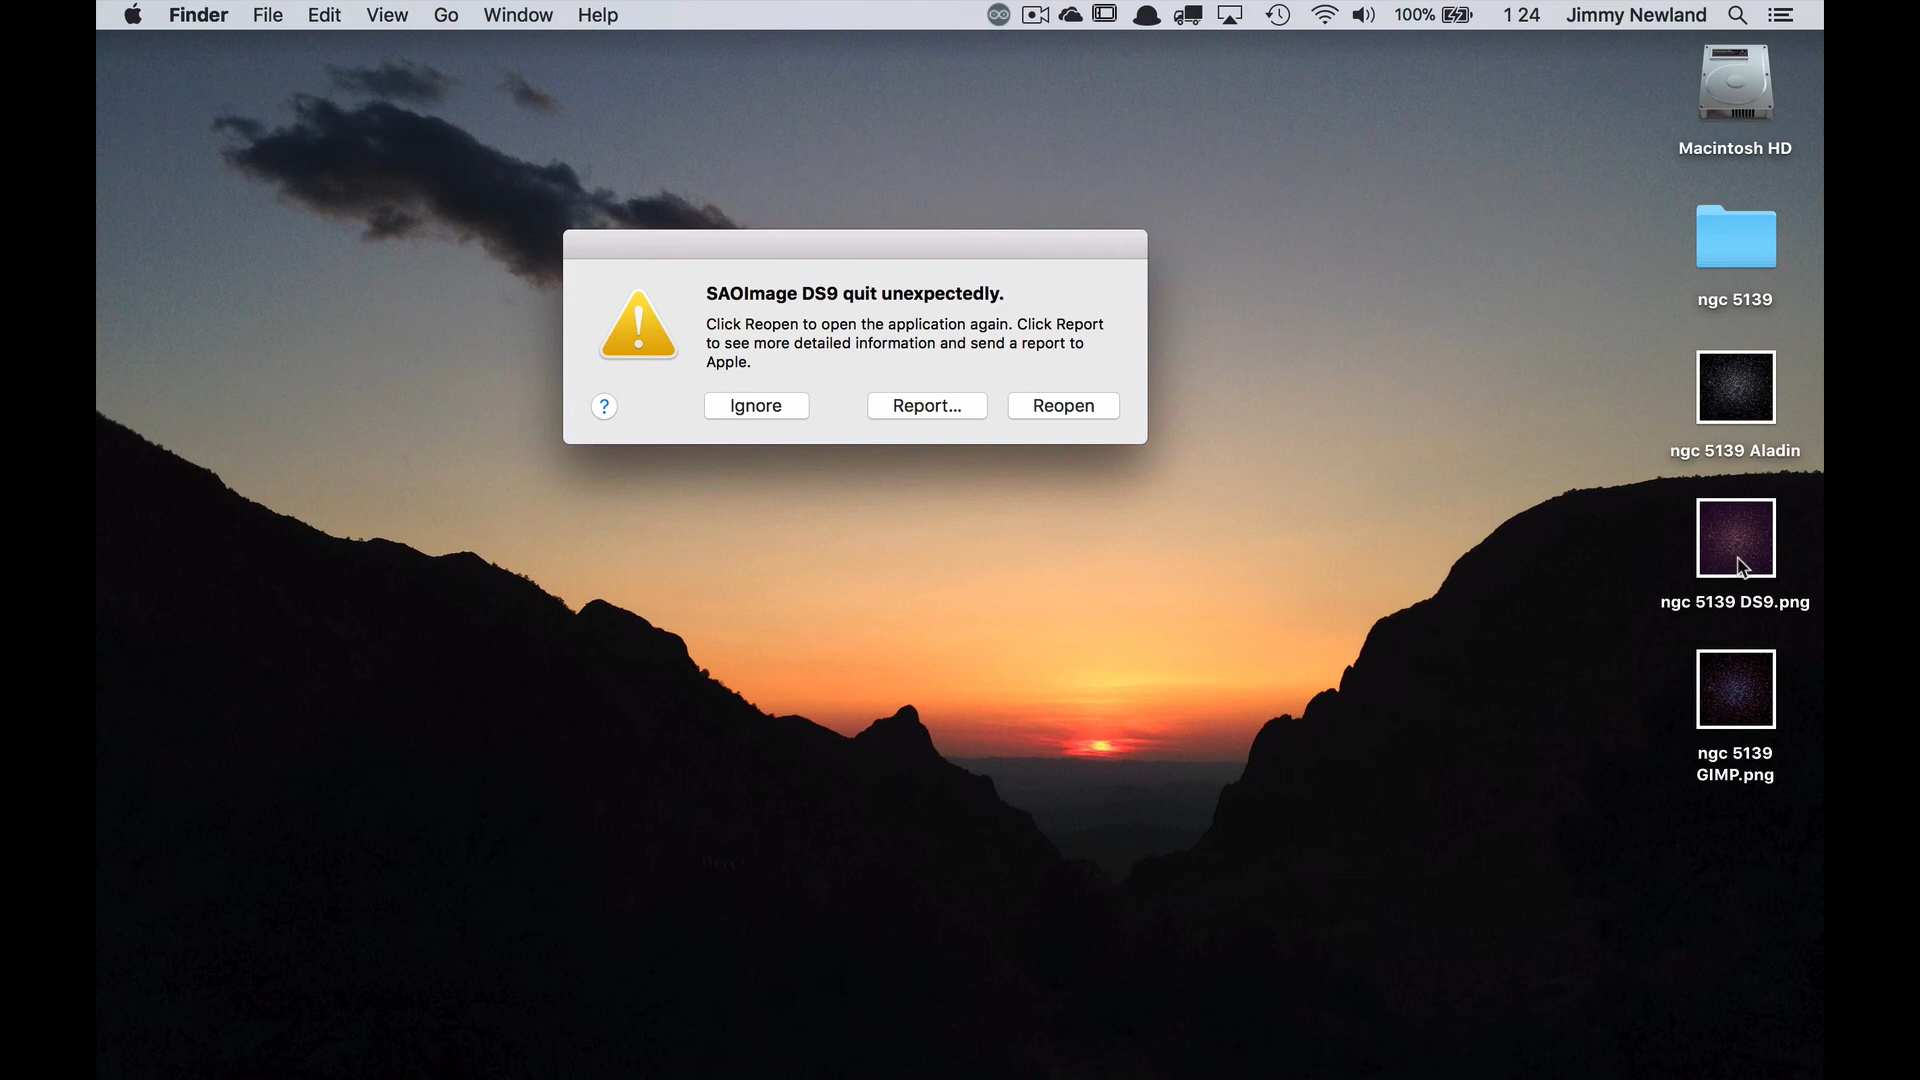 Finder File Edit View Go Window Help 100% 1 24 Jimmy Newland
Macintosh HD
SAOImage DS9 quit unexpectedly.
Click Reopen to open the application again. Click Report
to see more detailed information and send a report to
Apple.
? Ignore Report... Reopen
ngc 5139
ngc 5139 Aladin
ngc 5139 DS9.png
ngc 5139
GIMP.png